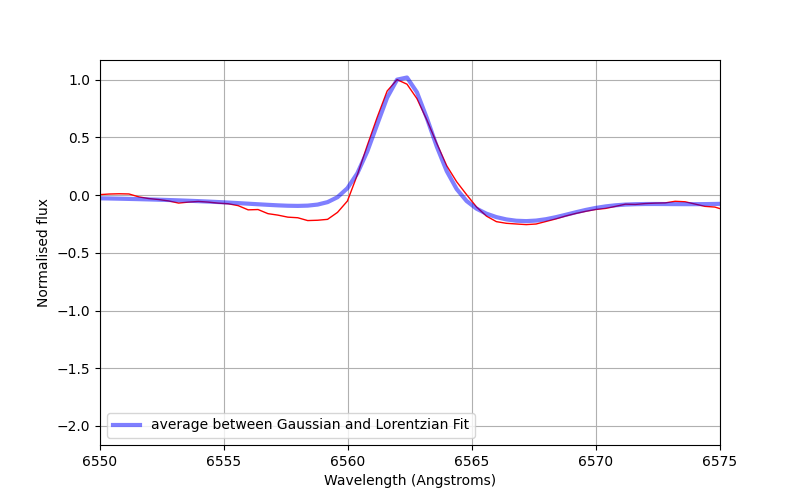 1.0
0.5
0.0
−0.5
−1.0
−1.5
−2.0
Normalised flux
average between Gaussian and Lorentzian Fit
6550 6555 6560 6565 6570 6575
Wavelength (Angstroms)